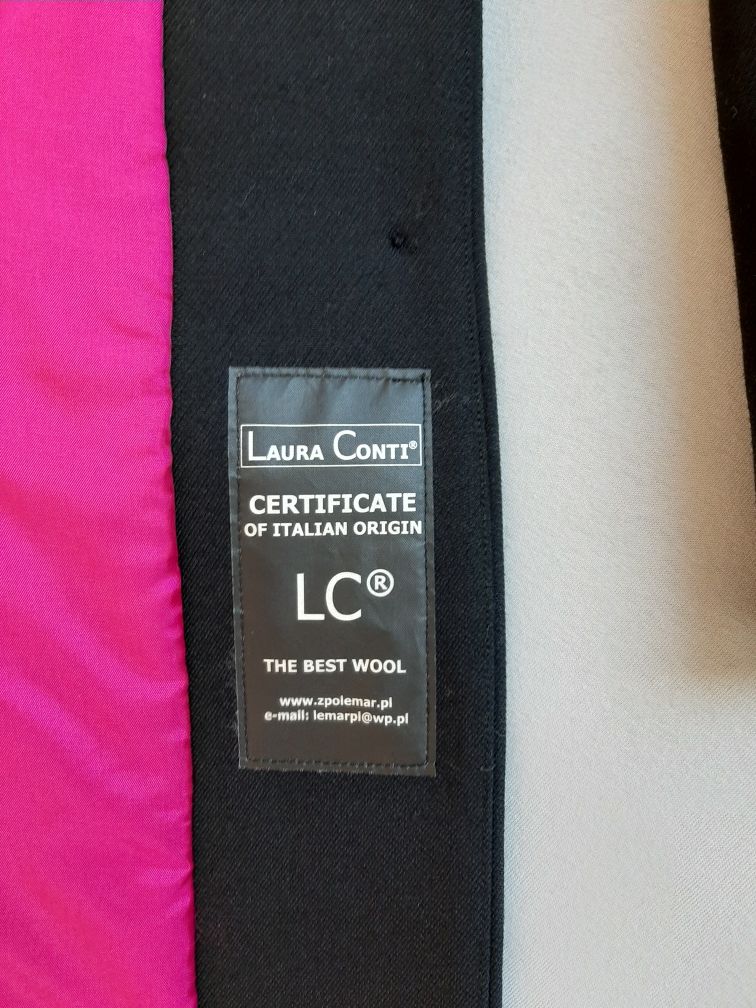 LAURA CONTI®
CERTIFICATE
OF ITALIAN ORIGIN
LC®
THE BEST WOOL
www.zpolemar.pl
e-mail: lemarpl@wp.pl